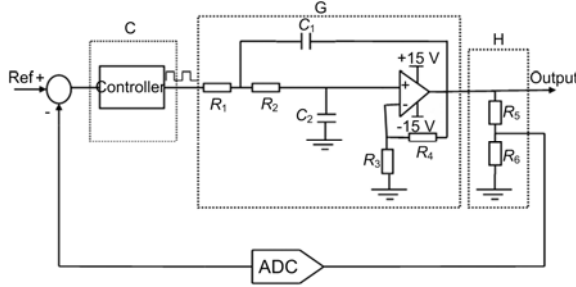 C
G
H
Ref +
-
Controller
R1
R2
C1
C2
+
-
+15 V
-15 V
R3
R4
Output
R5
R6
ADC